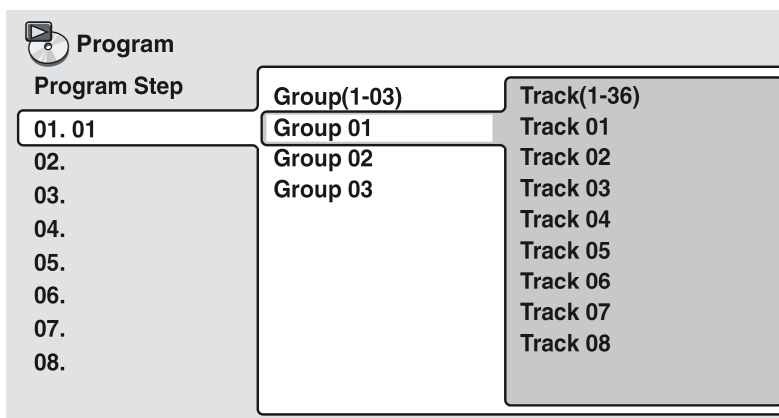 Program
Program Step
01. 01
02.
03.
04.
05.
06.
07.
08.
Group(1-03)
Group 01
Group 02
Group 03
Track(1-36)
Track 01
Track 02
Track 03
Track 04
Track 05
Track 06
Track 07
Track 08